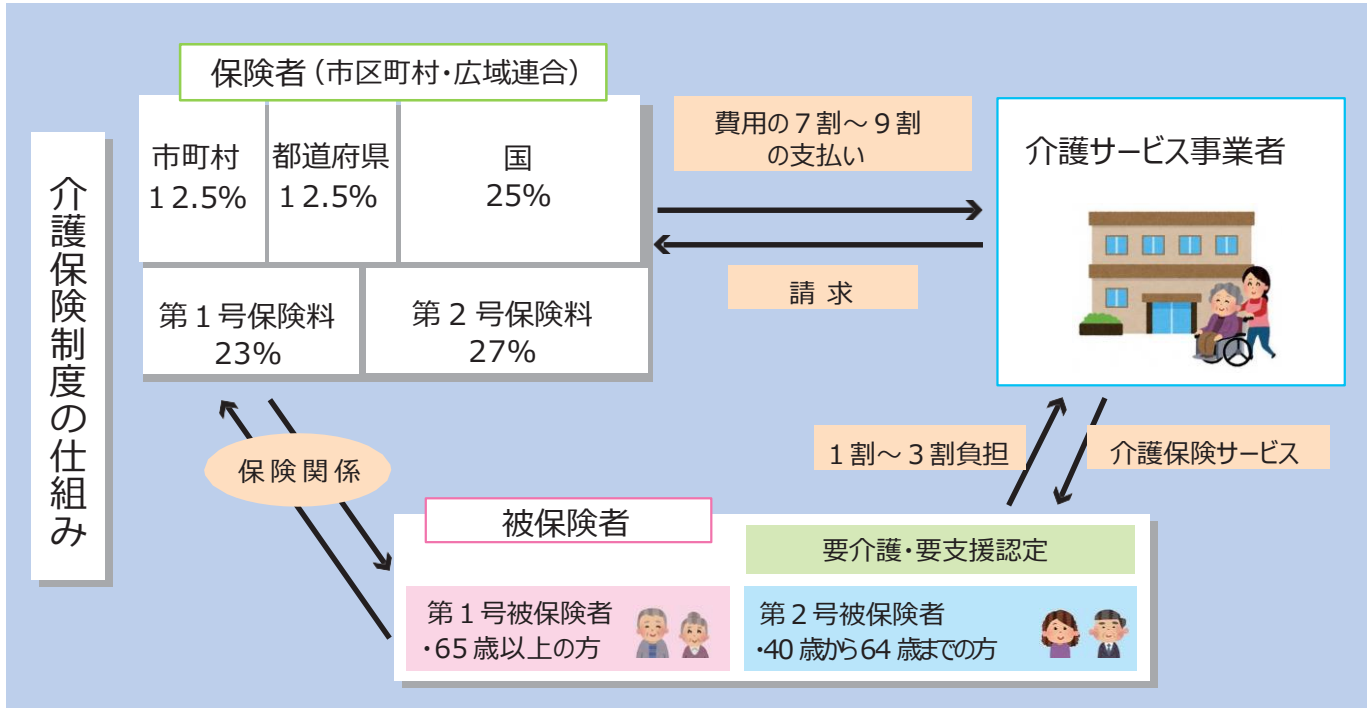 介護保険制度の仕組み
保険者（市区町村・広域連合）
市町村
１２.５%
都道府県
１２.５%
国
25%
第１号保険料
23%
第２号保険料
27%
費用の７割～９割
の支払い
請求
介護サービス事業者
保険関係
１割～３割負担
介護保険サービス
被保険者
要介護・要支援認定
第１号被保険者
・65歳以上の方
第２号被保険者
・40歳から64歳までの方